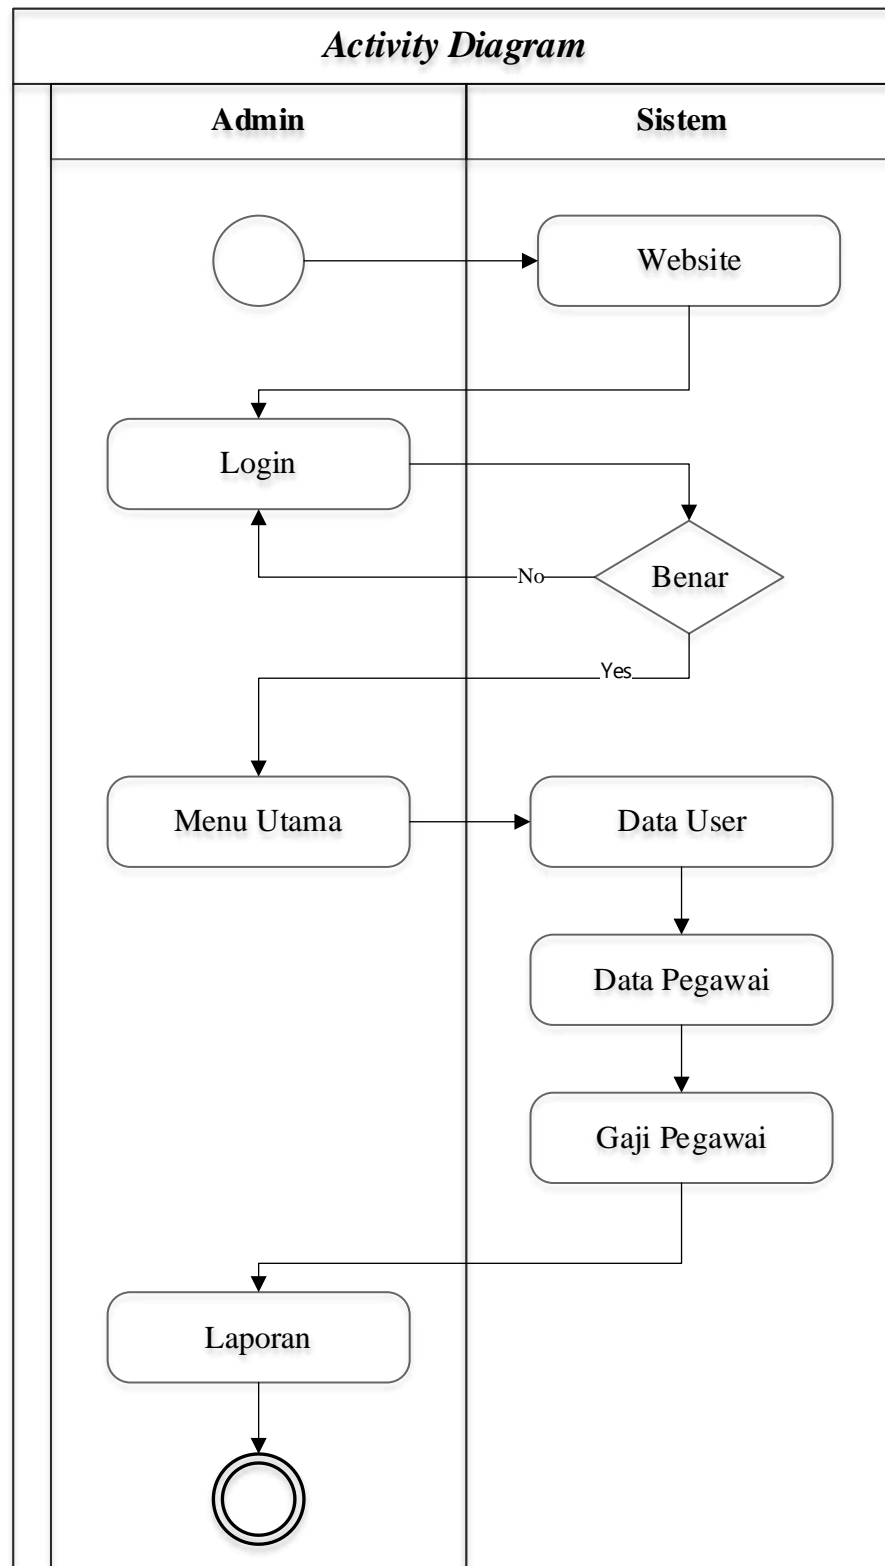 Activity Diagram
Admin
Sistem
Website
Login
Benar
No
Yes
Menu Utama
Data User
Data Pegawai
Gaji Pegawai
Laporan